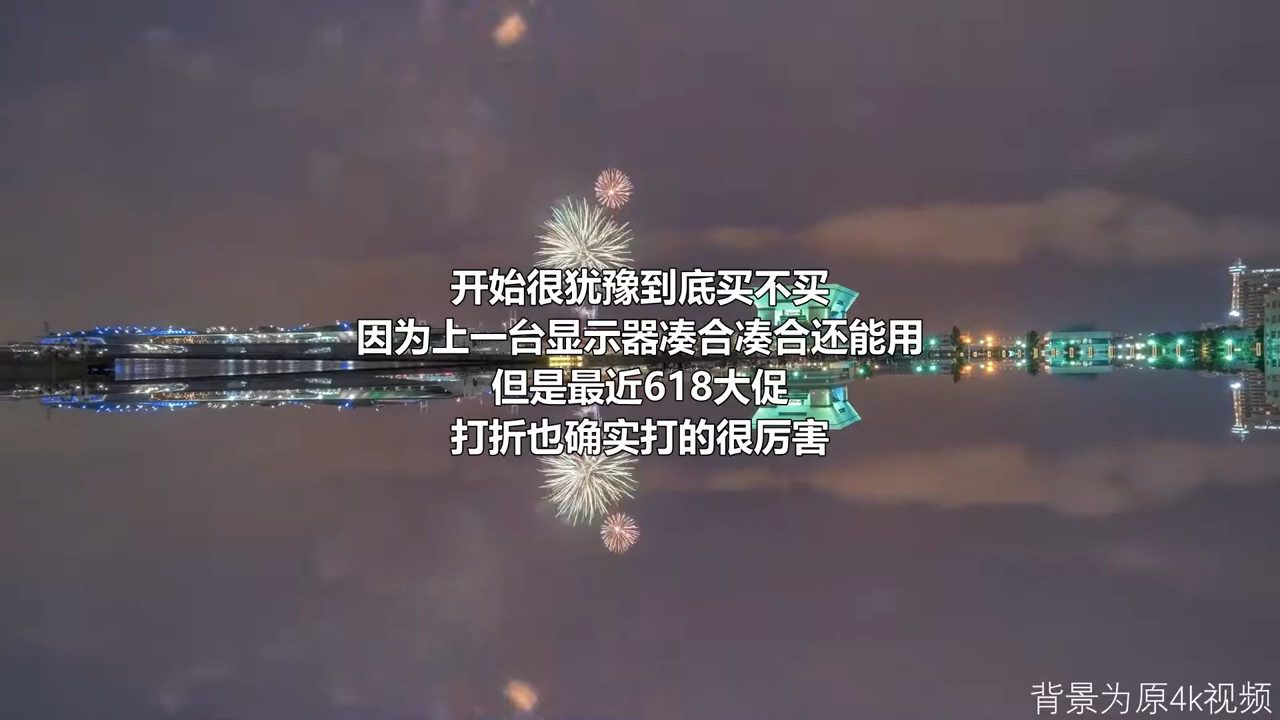 开始很犹豫到底买不买
因为上一台显示器凑合凑合还能用
但是最近618大促
打折也确实打的很厉害
背景为原4k视频